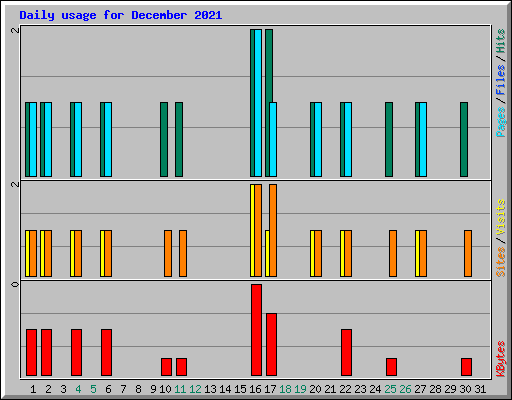 Daily usage for December 2021
2
2
0
Pages / Files / Hits
Sites / Visits
KBytes
1 2 3 4 5 6 7 8 9 10 11 12 13 14 15 16 17 18 19 20 21 22 23 24 25 26 27 28 29 30 31